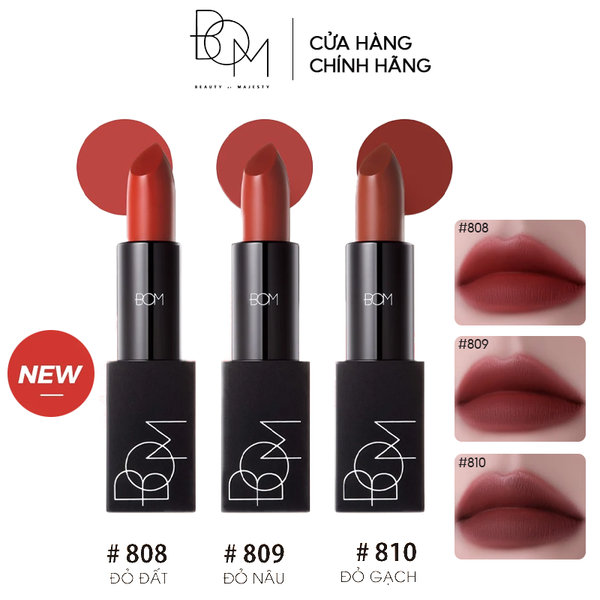 BOM
BEAUTY of MAJESTY
CỬA HÀNG
CHÍNH HÃNG
#808
BOM
BOM
BOM
#809
NEW
BOM
BOM
BOM
#810
# 808
# 809
# 810
ĐỎ ĐẤT
ĐỎ NÂU
ĐỎ GẠCH